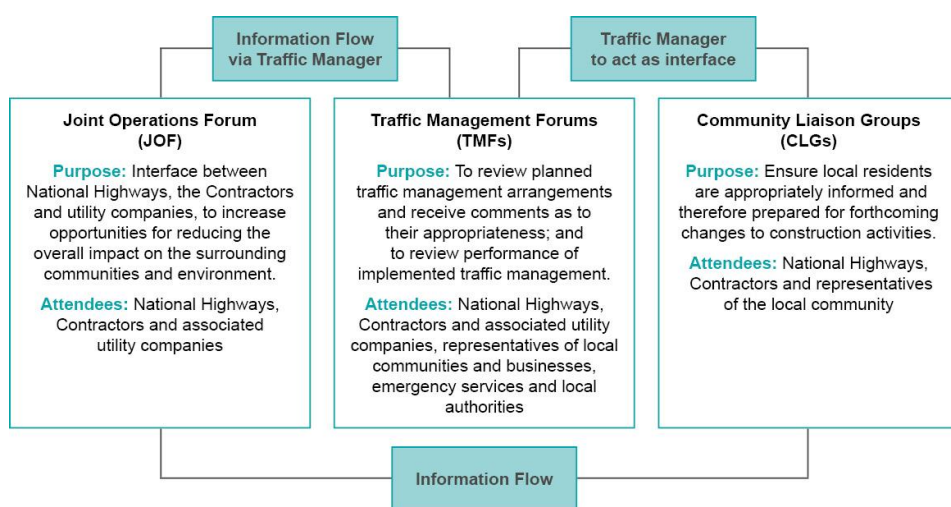 Information Flow
via Traffic Manager
Traffic Manager
to act as interface
Joint Operations Forum
(JOF)
Purpose: Interface between
National Highways, the Contractors
and utility companies, to increase
opportunities for reducing the
overall impact on the surrounding
communities and environment.
Attendees: National Highways,
Contractors and associated
utility companies
Traffic Management Forums
(TMFs)
Purpose: To review planned
traffic management arrangements
and receive comments as to
their appropriateness; and
to review performance of
implemented traffic management.
Attendees: National Highways,
Contractors and associated utility
companies, representatives of local
communities and businesses,
emergency services and local
authorities
Community Liaison Groups
(CLGs)
Purpose: Ensure local residents
are appropriately informed and
therefore prepared for forthcoming
changes to construction activities.
Attendees: National Highways,
Contractors and representatives
of the local community
Information Flow